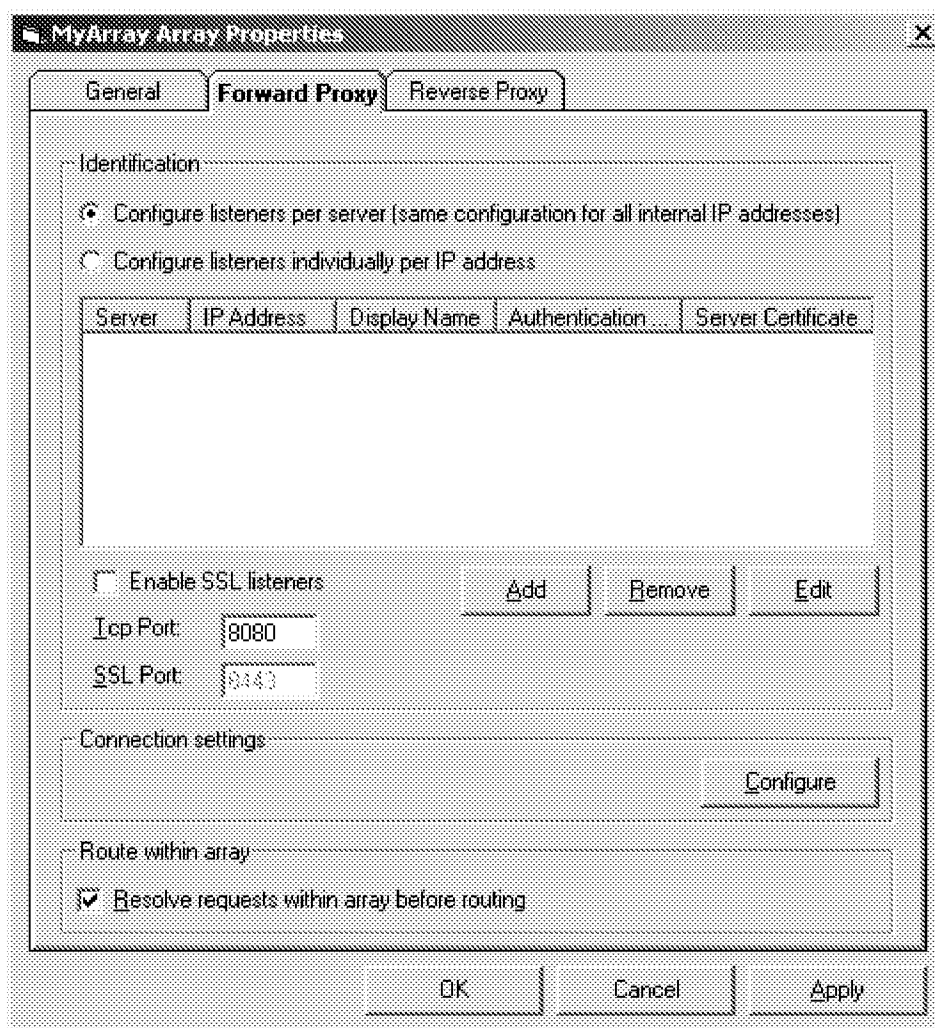 MyArray Array Properties
General
Forward Proxy
Reverse Proxy
Identification
Configure listeners per server (same configuration for all internal IP addresses)
Configure listeners individually per IP address
Server IP Address Display Name Authentication ... Server Certificate
Enable SSL listeners
Add Remove Edit
Tcp Port: 8080
SSL Port: 8443
Connection settings
Configure
Route within array
Resolve requests within array before routing
OK Cancel Apply